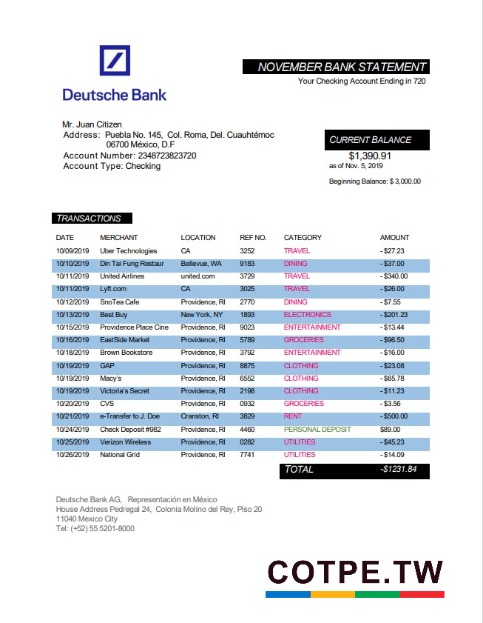 NOVEMBER BANK STATEMENT
Your Checking Account Ending in 720
Deutsche Bank
Mr. Juan Citizen
Address: Puebla No. 145, Col. Roma, Del. Cuauhtémoc
06700 México, D.F
Account Number: 2348723823720
Account Type: Checking
CURRENT BALANCE
$1,390.91
as of Nov. 5, 2019
Beginning Balance: $ 3,000.00
TRANSACTIONS
DATE MERCHANT LOCATION REF NO. CATEGORY AMOUNT
10/09/2019 Uber Technologies CA 3252 TRAVEL - $27.23
10/10/2019 Din Tai Fung Restaur Bellevue, WA 9183 DINING - $37.00
10/11/2019 United Airlines united.com 3729 TRAVEL - $340.00
10/11/2019 Lyft.com CA 3025 TRAVEL - $26.00
10/12/2019 SnoTea Cafe Providence, RI 2770 DINING - $7.55
10/13/2019 Best Buy New York, NY 1893 ELECTRONICS - $201.23
10/15/2019 Providence Place Cine Providence, RI 9023 ENTERTAINMENT - $13.44
10/16/2019 EastSide Market Providence, RI 5789 GROCERIES - $96.50
10/18/2019 Brown Bookstore Providence, RI 3792 ENTERTAINMENT - $16.00
10/19/2019 GAP Providence, RI 8875 CLOTHING - $23.08
10/19/2019 Macy's Providence, RI 6552 CLOTHING - $65.78
10/19/2019 Victoria's Secret Providence, RI 2196 CLOTHING - $11.23
10/20/2019 CVS Providence, RI 0932 GROCERIES - $3.56
10/21/2019 e-Transfer to J. Doe Cranston, RI 3829 RENT - $500.00
10/24/2019 Check Deposit #982 Providence, RI 4460 PERSONAL DEPOSIT $89.00
10/25/2019 Verizon Wireless Providence, RI 0282 UTILITIES - $45.23
10/26/2019 National Grid Providence, RI 7741 UTILITIES - $14.09
TOTAL -$1231.84
Deutsche Bank AG, Representación en México
House Address Pedregal 24, Colonia Molino del Rey, Piso 20
11040 Mexico City
Tel: (+52) 55 5201-8000
COTPE.TW